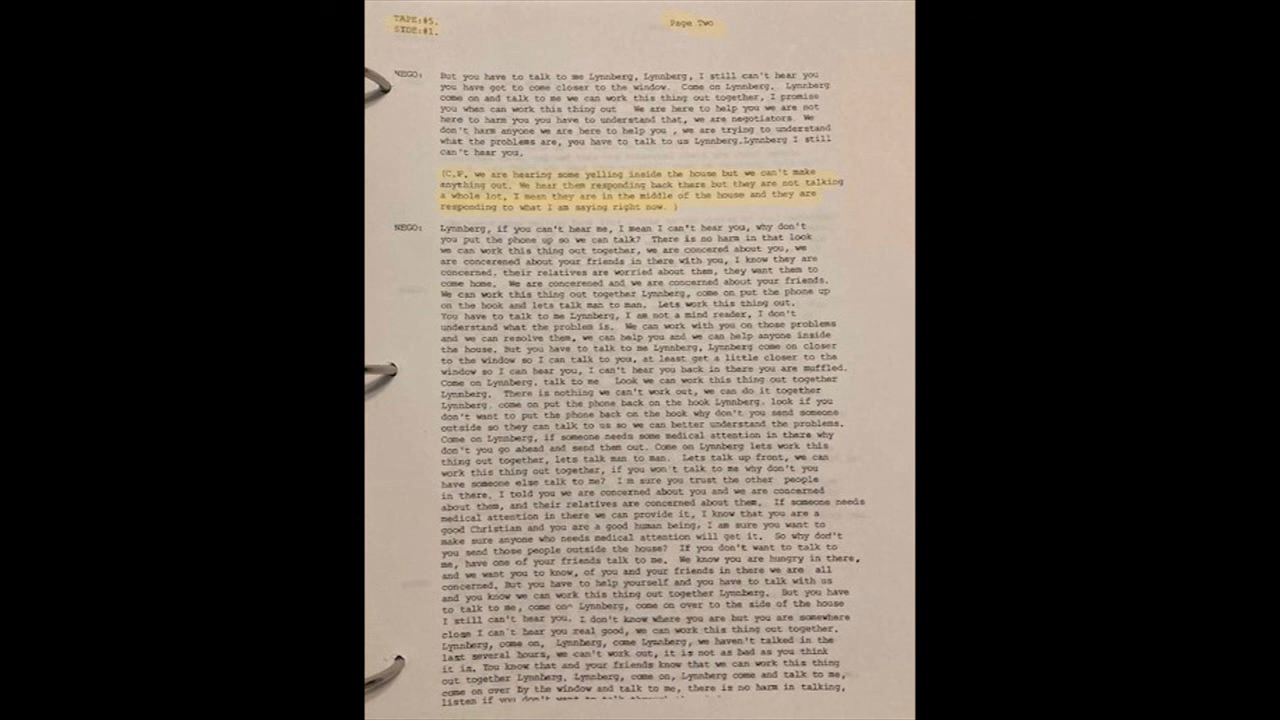 TAPE:#5.
SIDE:#1.
Page Two
NEGO: But you have to talk to me Lynnberg, Lynnberg, I still can't hear you
you have got to come closer to the window. Come on Lynnberg. Lynnberg
come on and talk to me we can work this thing out together, I promise
you when can work this thing out We are here to help you we are not
here to harm you you have to understand that, we are negotiators. We
don't harm anyone we are here to help you , we are trying to understand
what the problems are, you have to talk to us Lynnberg.Lynnberg I still
can't hear you.
(C.P. we are hearing some yelling inside the house but we can't make
anything out. We hear them responding back there but they are not talking
a whole lot, I mean they are in the middle of the house and they are
responding to what I am saying right now. )
NEGO: Lynnberg, if you can't hear me, I mean I can't hear you, why don't
you put the phone up so we can talk? There is no harm in that look
we can work this thing out together, we are concered about you, we
are concerened about your friends in there with you, I know they are
concerned. their relatives are worried about them, they want them to
come home. We are concerened and we are concerned about your friends.
We can work this thing out together Lynnberg, come on put the phone up
on the hook and lets talk man to man. Lets work this thing out.
You have to talk to me Lynnberg, I am not a mind reader, I don't
understand what the problem is. We can work with you on those problems
and we can resolve them, we can help you and we can help anyone inside
the house. But you have to talk to me Lynnberg, Lynnberg come on closer
to the window so I can talk to you, at least get a little closer to the
window so I can hear you, I can't hear you back in there you are muffled.
Come on Lynnberg. talk to me Look we can work this thing out together
Lynnberg. There is nothing we can't work out, we can do it together
Lynnberg. come on put the phone back on the hook Lynnberg. look if you
don't want to put the phone back on the hook why don't you send someone
outside so they can talk to us so we can better understand the problems.
Come on Lynnberg, if someone needs some medical attention in there why
don't you go ahead and send them out. Come on Lynnberg lets work this
thing out together, lets talk man to man. Lets talk up front, we can
work this thing out together, if you won't talk to me why don't you
have someone else talk to me? I'm sure you trust the other people
in there. I told you we are concerned about you and we are concerned
about them, and their relatives are concerned about them. If someone needs
medical attention in there we can provide it, I know that you are a
good Christian and you are a good human being, I am sure you want to
make sure anyone who needs medical attention will get it. So why don't
you send those people outside the house? If you don't want to talk to
me, have one of your friends talk to me. We know you are hungry in there,
and we want you to know, of you and your friends in there we are all
concerned. But you have to help yourself and you have to talk with us
and you know we can work this thing out together Lynnberg. But you have
to talk to me, come on Lynnberg, come on over to the side of the house
I still can't hear you. I don't know where you are but you are somewhere
close I can't hear you real good, we can work this thing out together.
Lynnberg, come on, Lynnberg, come Lynnberg, we haven't talked in the
last several hours, we can't work out, it is not as bad as you think
it is. You know that and your friends know that we can work this thing
out together Lynnberg. Lynnberg, come on, Lynnberg come and talk to me,
come on over by the window and talk to me, there is no harm in talking,
listen if you don't want to talk